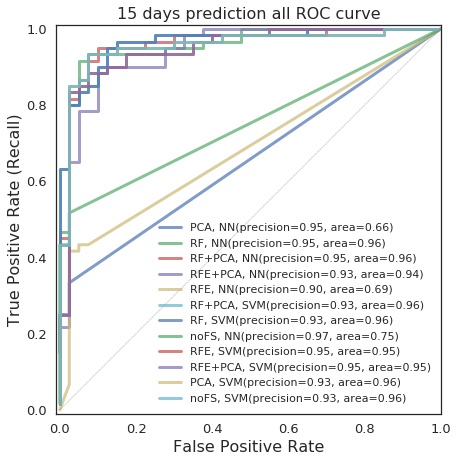 15 days prediction all ROC curve
True Positive Rate (Recall)
1.0
0.8
0.6
0.4
0.2
0.0
PCA, NN(precision=0.95, area=0.66)
RF, NN(precision=0.95, area=0.96)
RF+PCA, NN(precision=0.95, area=0.96)
RFE+PCA, NN(precision=0.93, area=0.94)
RFE, NN(precision=0.90, area=0.69)
RF+PCA, SVM(precision=0.93, area=0.96)
RF, SVM(precision=0.93, area=0.96)
noFS, NN(precision=0.97, area=0.75)
RFE, SVM(precision=0.95, area=0.95)
RFE+PCA, SVM(precision=0.95, area=0.95)
PCA, SVM(precision=0.93, area=0.96)
noFS, SVM(precision=0.93, area=0.96)
0.0 0.2 0.4 0.6 0.8 1.0
False Positive Rate